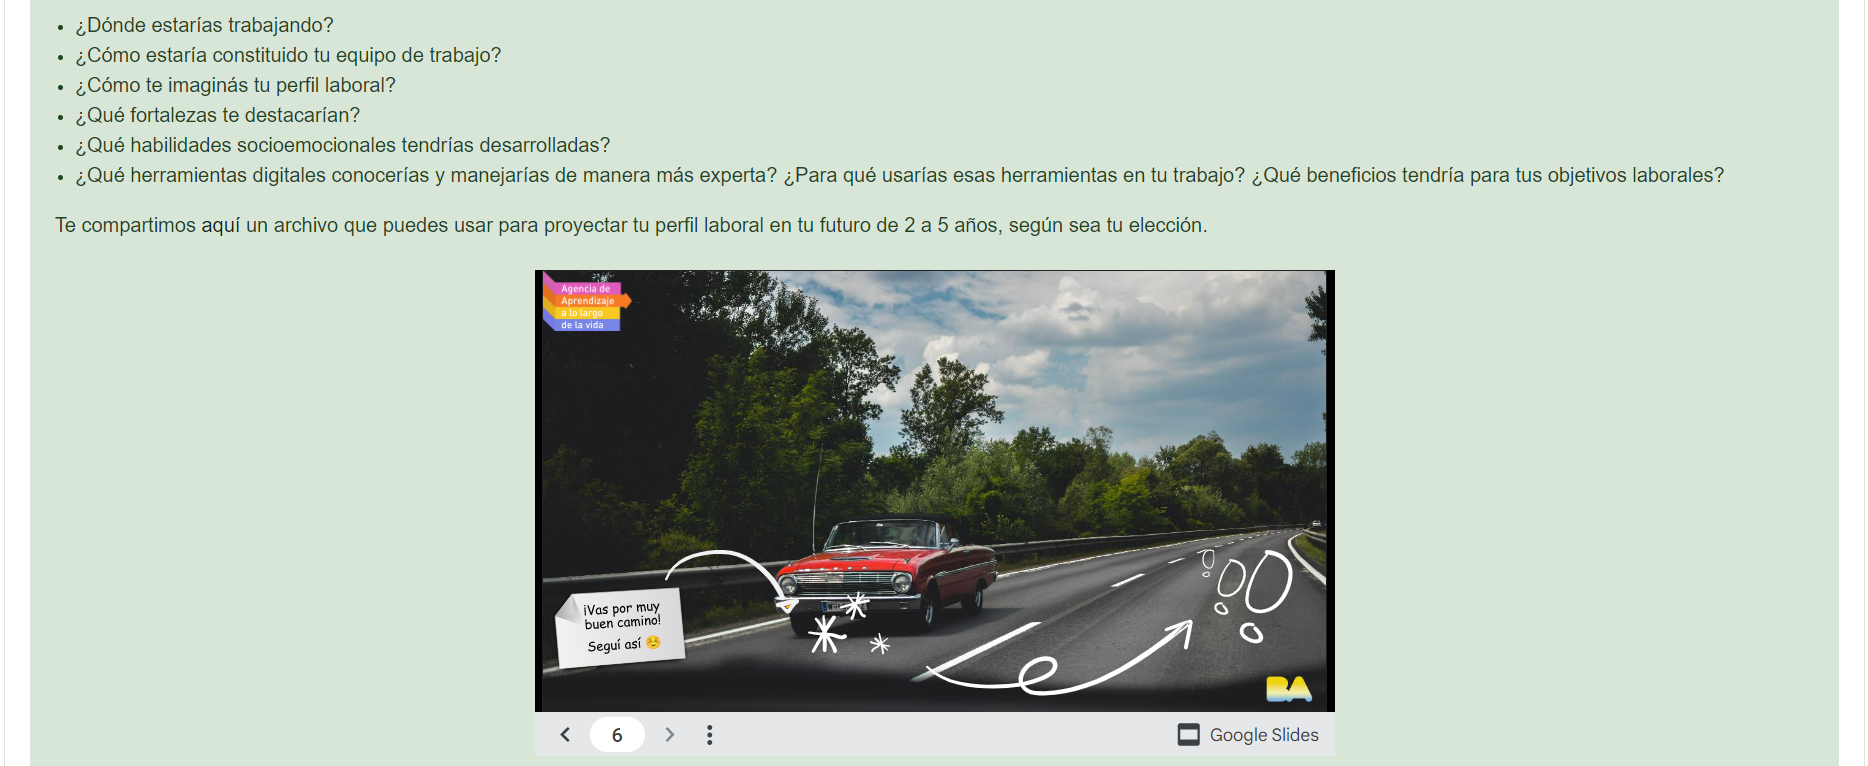 ¿Dónde estarías trabajando?
¿Cómo estaría constituido tu equipo de trabajo?
¿Cómo te imaginás tu perfil laboral?
¿Qué fortalezas te destacarían?
¿Qué habilidades socioemocionales tendrías desarrolladas?
¿Qué herramientas digitales conocerías y manejarías de manera más experta? ¿Para qué usarías esas herramientas en tu trabajo? ¿Qué beneficios tendría para tus objetivos laborales?
Te compartimos aquí un archivo que puedes usar para proyectar tu perfil laboral en tu futuro de 2 a 5 años, según sea tu elección.
Agencia de
Aprendizaje
a lo largo
de la vida
¡Vas por muy
buen camino!
Seguí así ☺️
BA
6
Google Slides